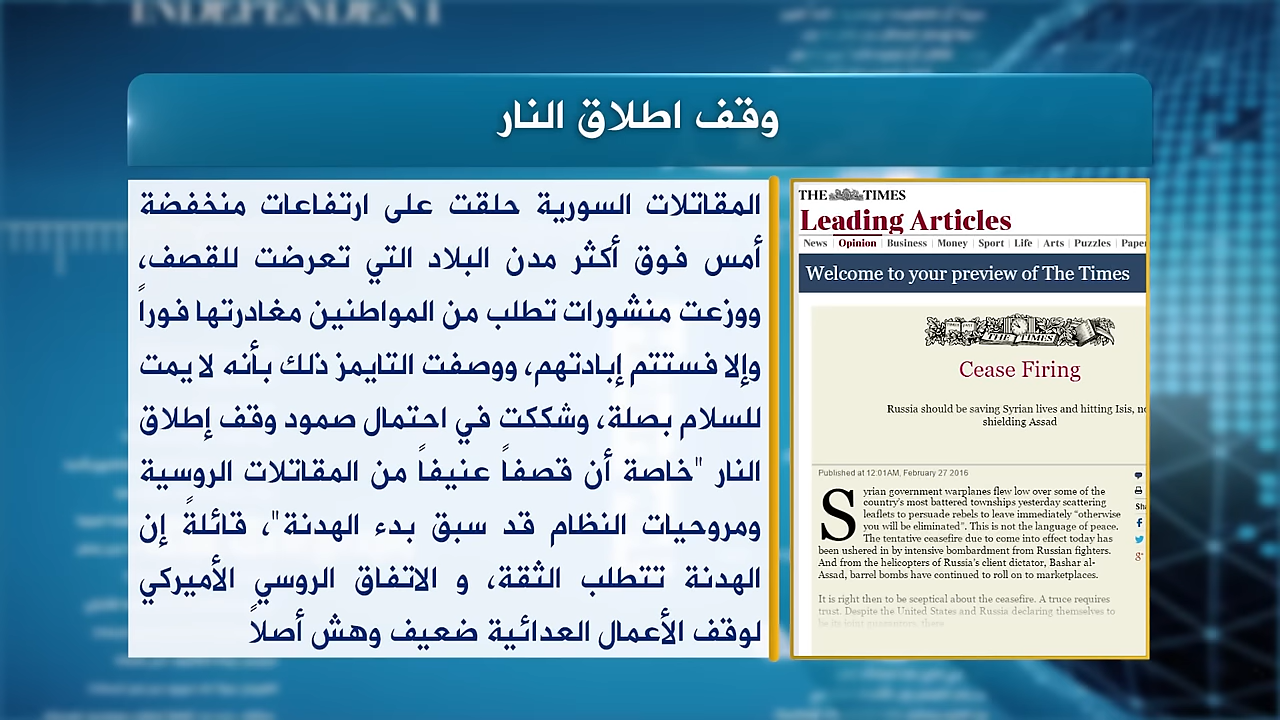 INDEPENDENT
وقف اطلاق النار
المقاتلات السورية حلقت على ارتفاعات منخفضة
أمس فوق أكثر مدن البلاد التي تعرضت للقصف،
ووزعت منشورات تطلب من المواطنين مغادرتها فوراً
وإلا فستتم إبادتهم، ووصفت التايمز ذلك بأنه لا يمت
للسلام بصلة، وشككت في احتمال صمود وقف إطلاق
النار "خاصة أن قصفاً عنيفاً من المقاتلات الروسية
ومروحيات النظام قد سبق بدء الهدنة"، قائلةً إن
الهدنة تتطلب الثقة، و الاتفاق الروسي الأميركي
لوقف الأعمال العدائية ضعيف وهش أصلاً
THE TIMES
Leading Articles
News | Opinion | Business | Money | Sport | Life | Arts | Puzzles | Paper
Welcome to your preview of The Times
THE TIMES
Cease Firing
Russia should be saving Syrian lives and hitting Isis, no
shielding Assad
Published at 12:01AM, February 27 2016
Syrian government warplanes flew low over some of the
country's most battered townships yesterday scattering
leaflets to persuade rebels to leave immediately "otherwise
you will be eliminated". This is not the language of peace.
The tentative ceasefire due to come into effect today has
been ushered in by intensive bombardment from Russian fighters.
And from the helicopters of Russia's client dictator, Bashar al-
Assad, barrel bombs have continued to roll on to marketplaces.
It is right then to be sceptical about the ceasefire. A truce requires
trust. Despite the United States and Russia declaring themselves to
be its joint guarantors, there
Sha